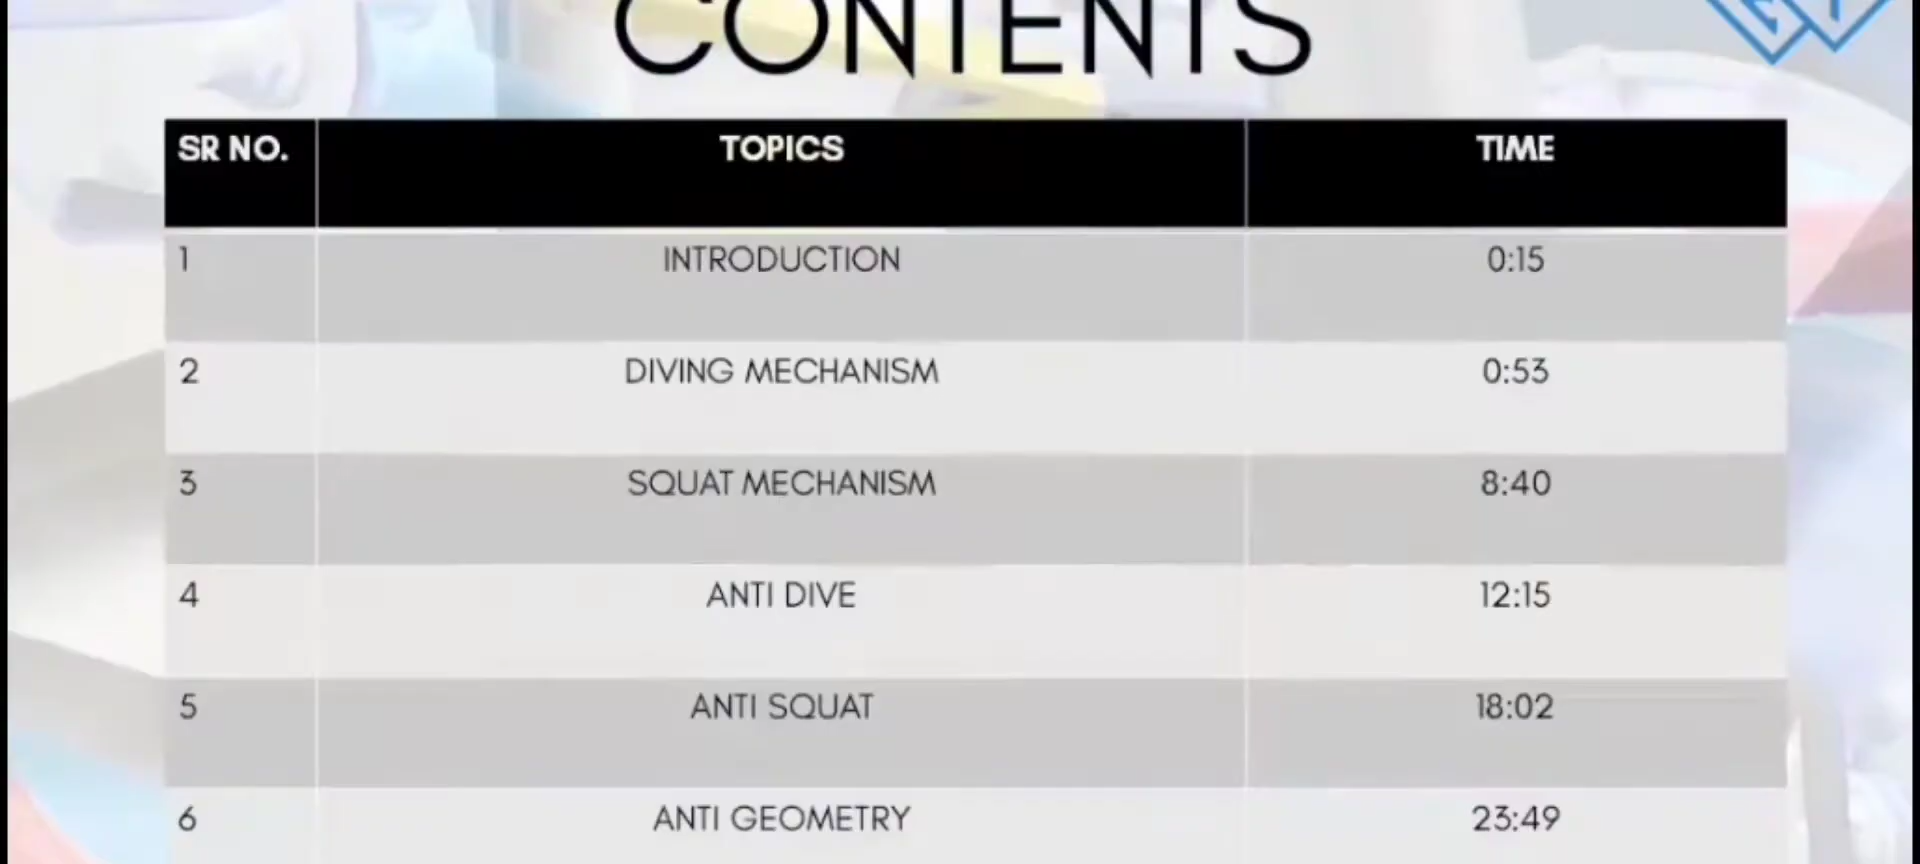 CONTENTS
SR NO. TOPICS TIME
1 INTRODUCTION 0:15
2 DIVING MECHANISM 0:53
3 SQUAT MECHANISM 8:40
4 ANTI DIVE 12:15
5 ANTI SQUAT 18:02
6 ANTI GEOMETRY 23:49